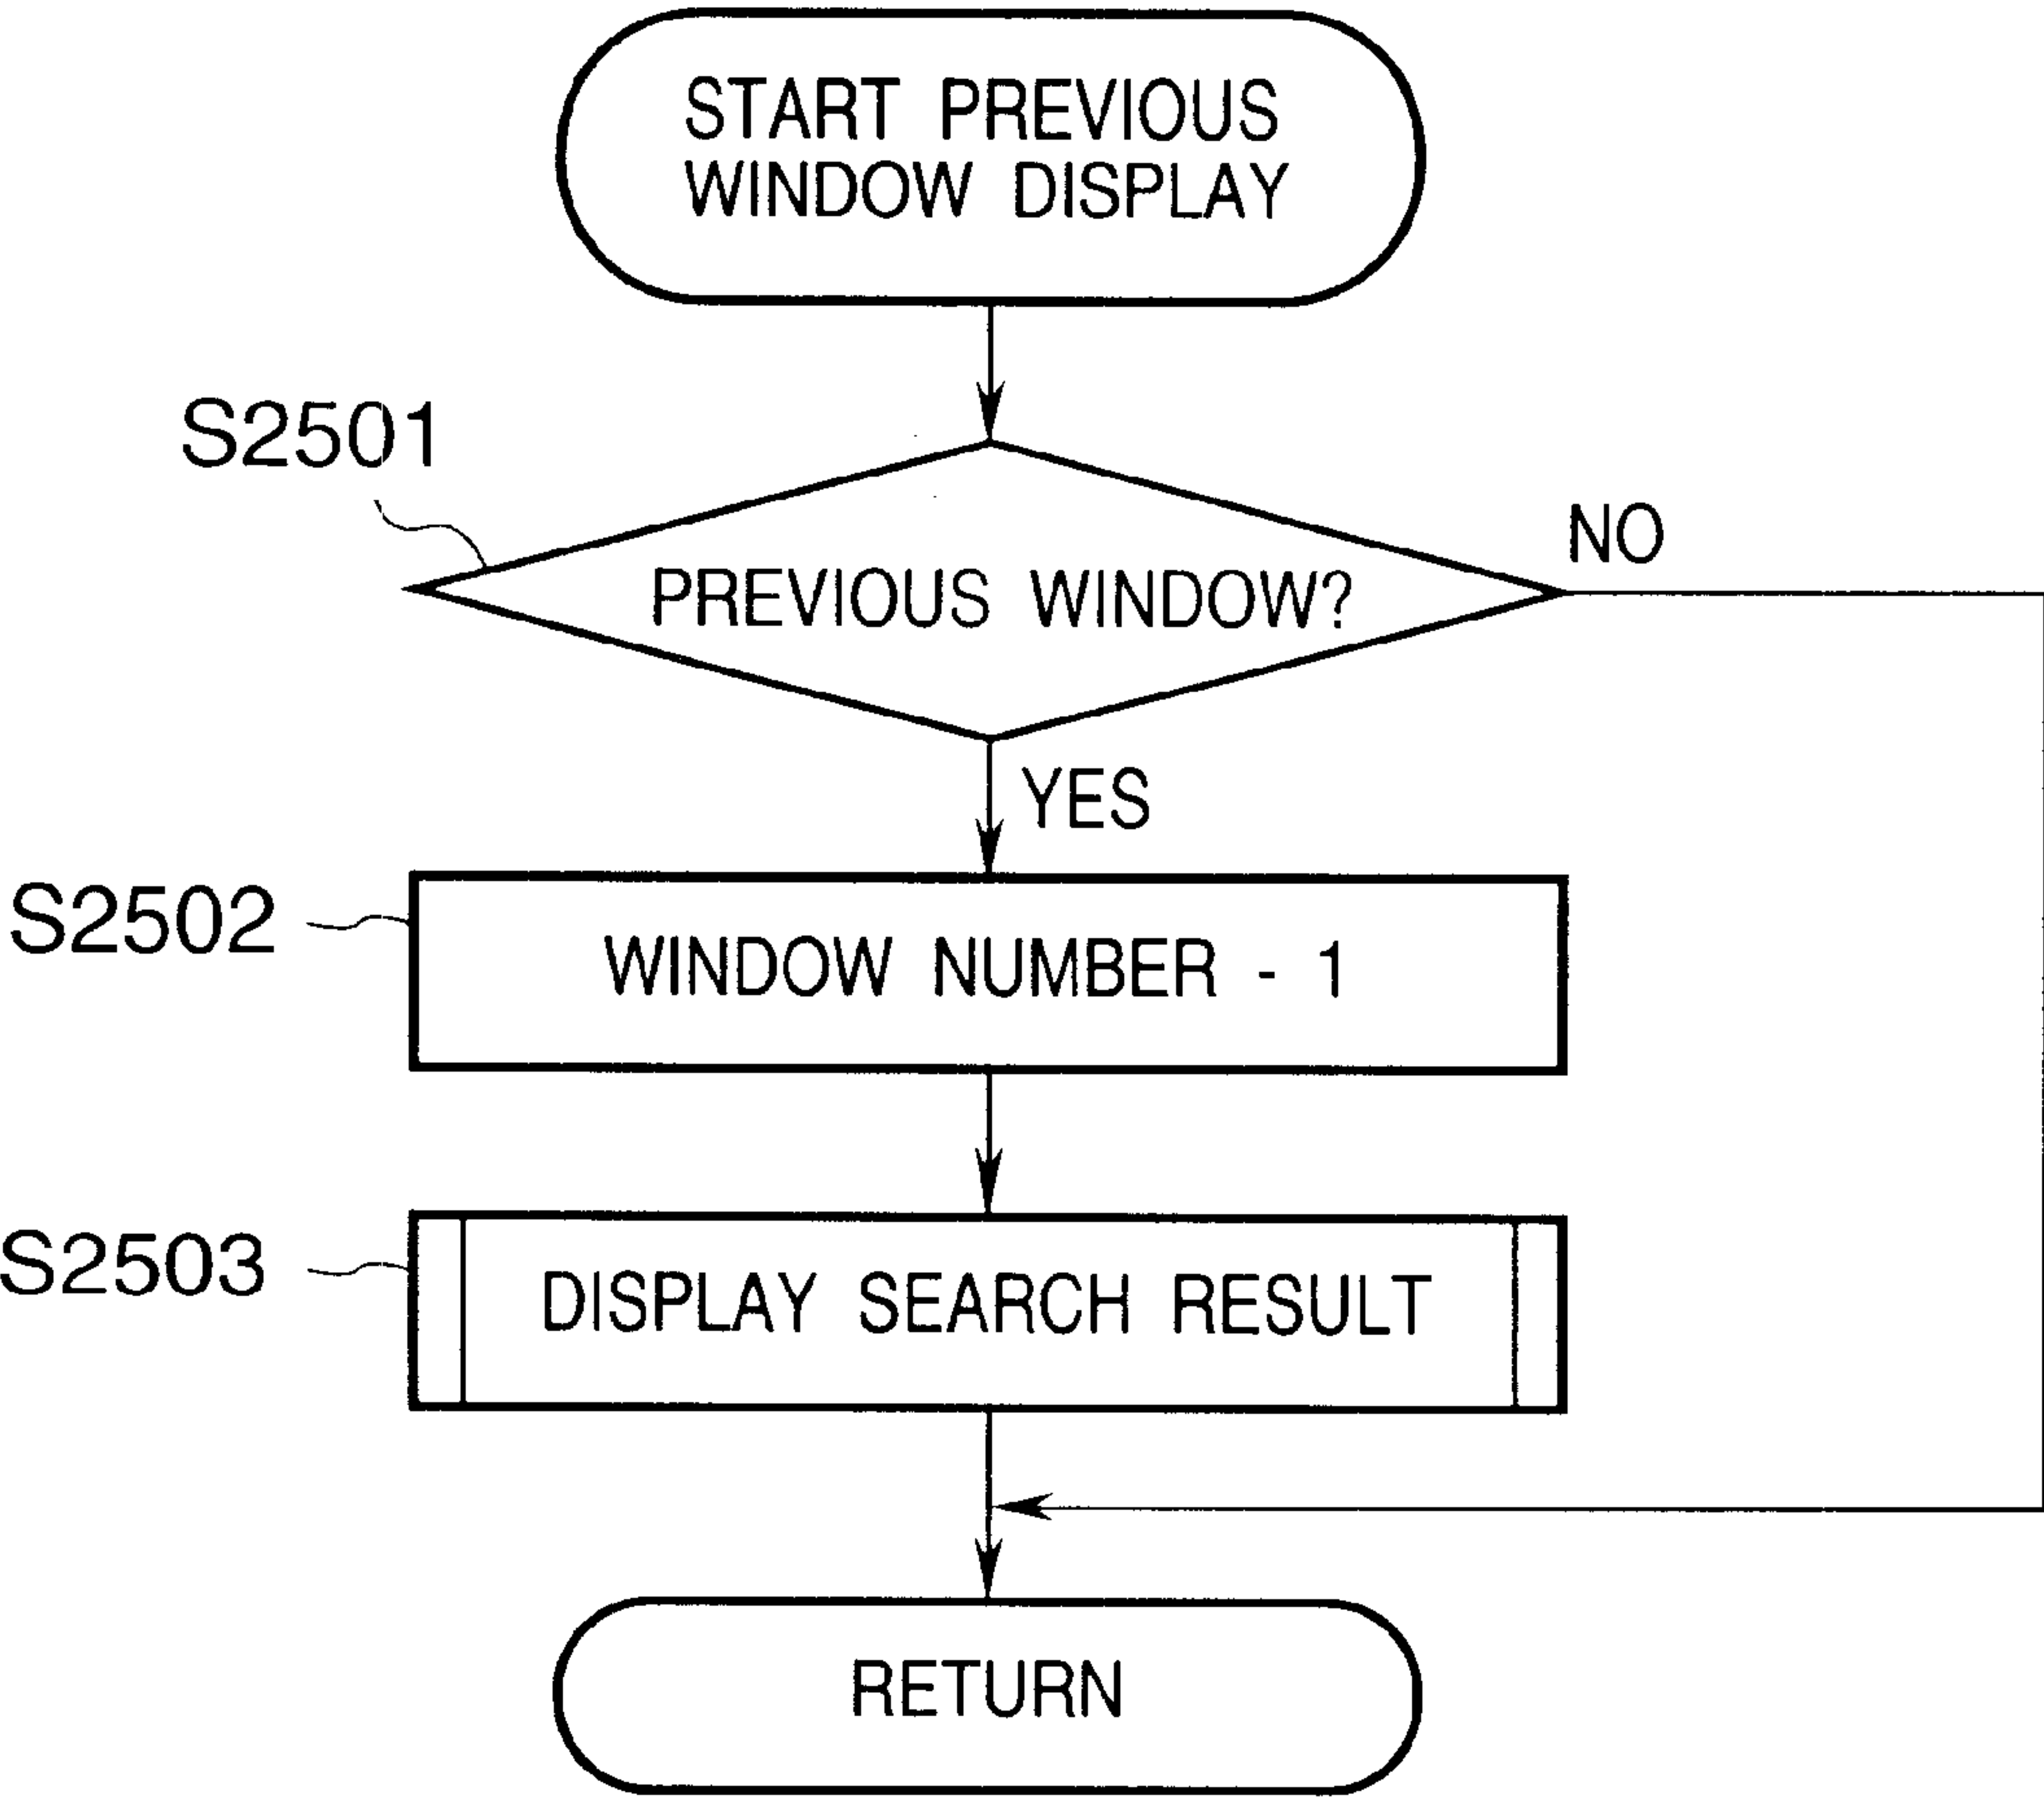 START PREVIOUS
WINDOW DISPLAY
S2501
NO
PREVIOUS WINDOW?
YES
S2502
WINDOW NUMBER - 1
S2503
DISPLAY SEARCH RESULT
RETURN